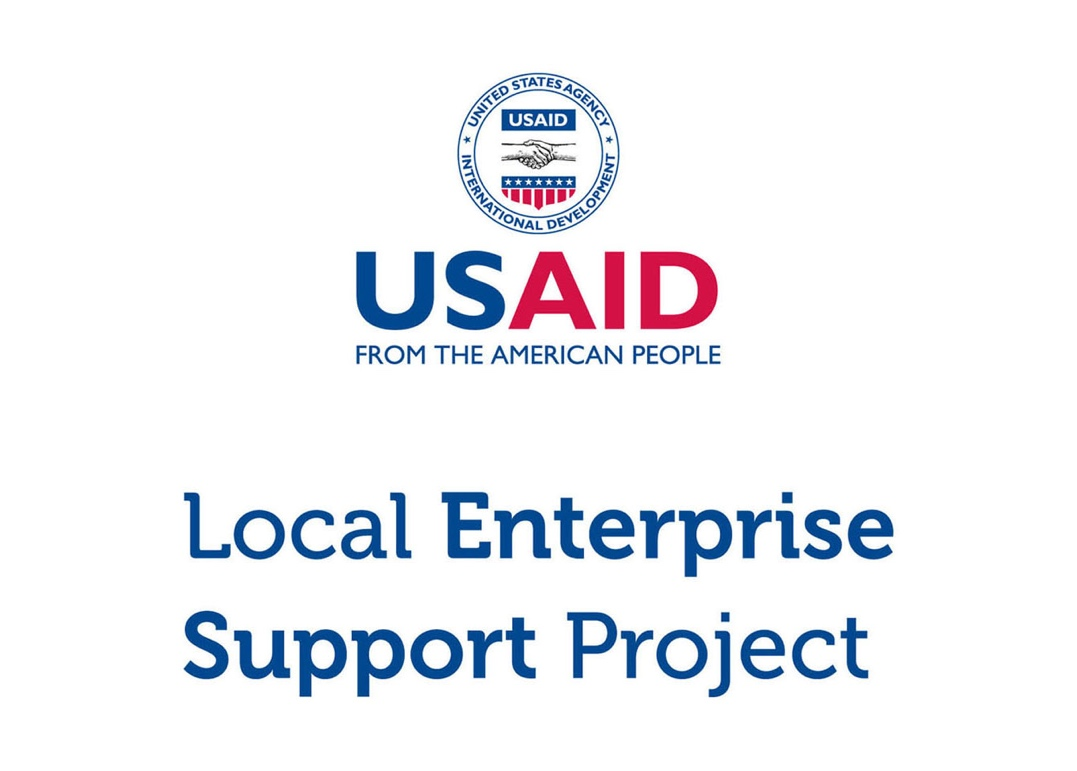 UNITED STATES AGENCY
USAID
INTERNATIONAL DEVELOPMENT
USAID
FROM THE AMERICAN PEOPLE
Local Enterprise
Support Project